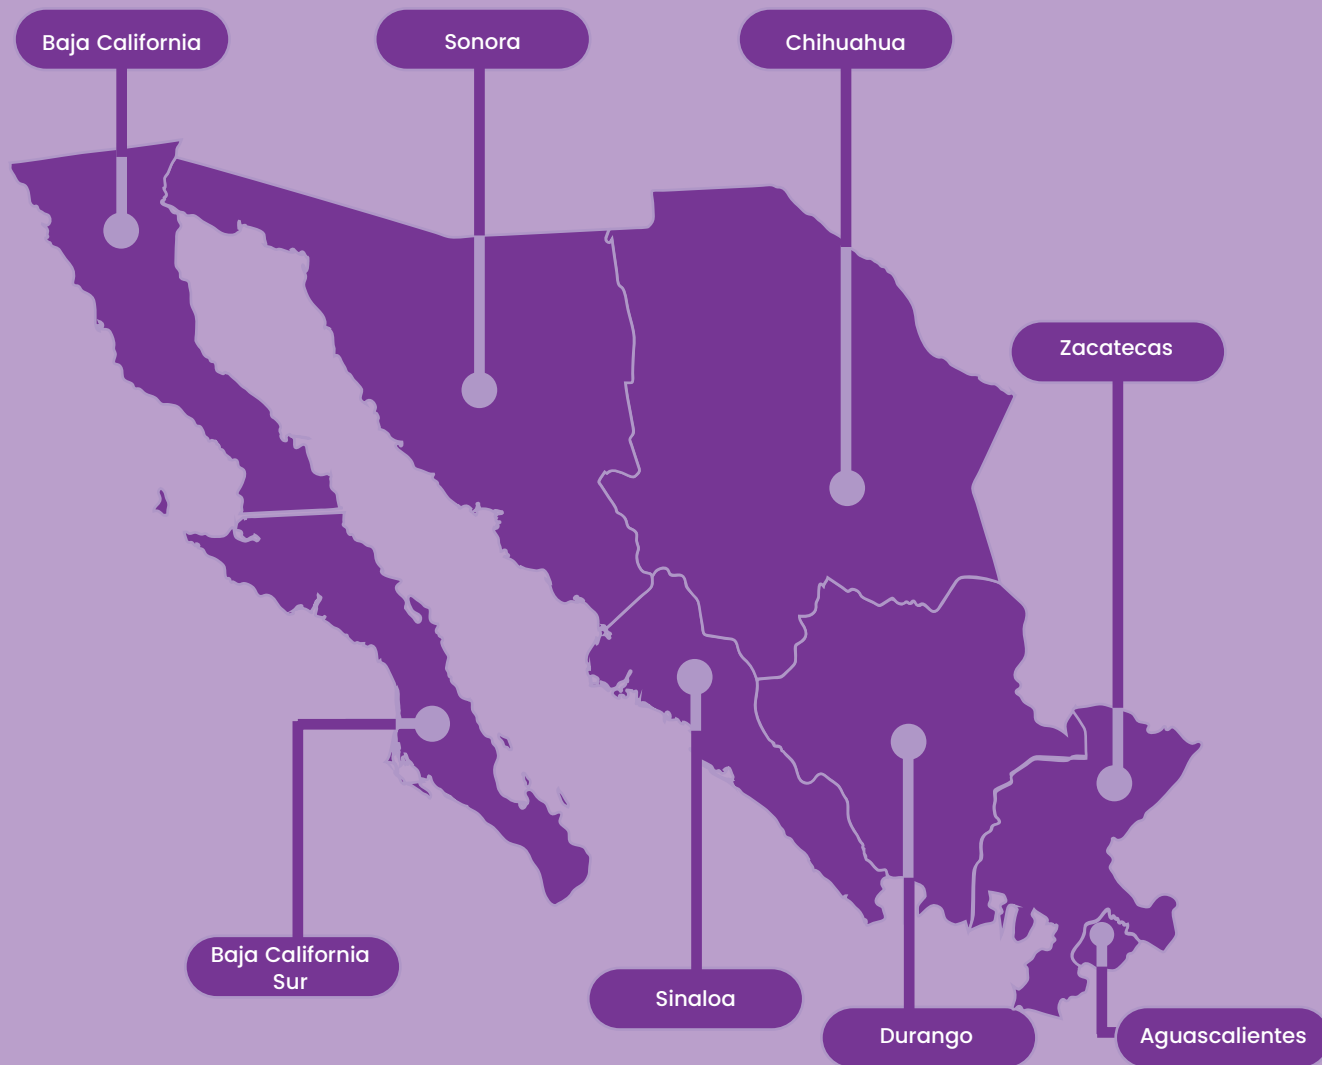 Baja California
Sonora
Chihuahua
Zacatecas
Baja California
Sur
Sinaloa
Durango
Aguascalientes